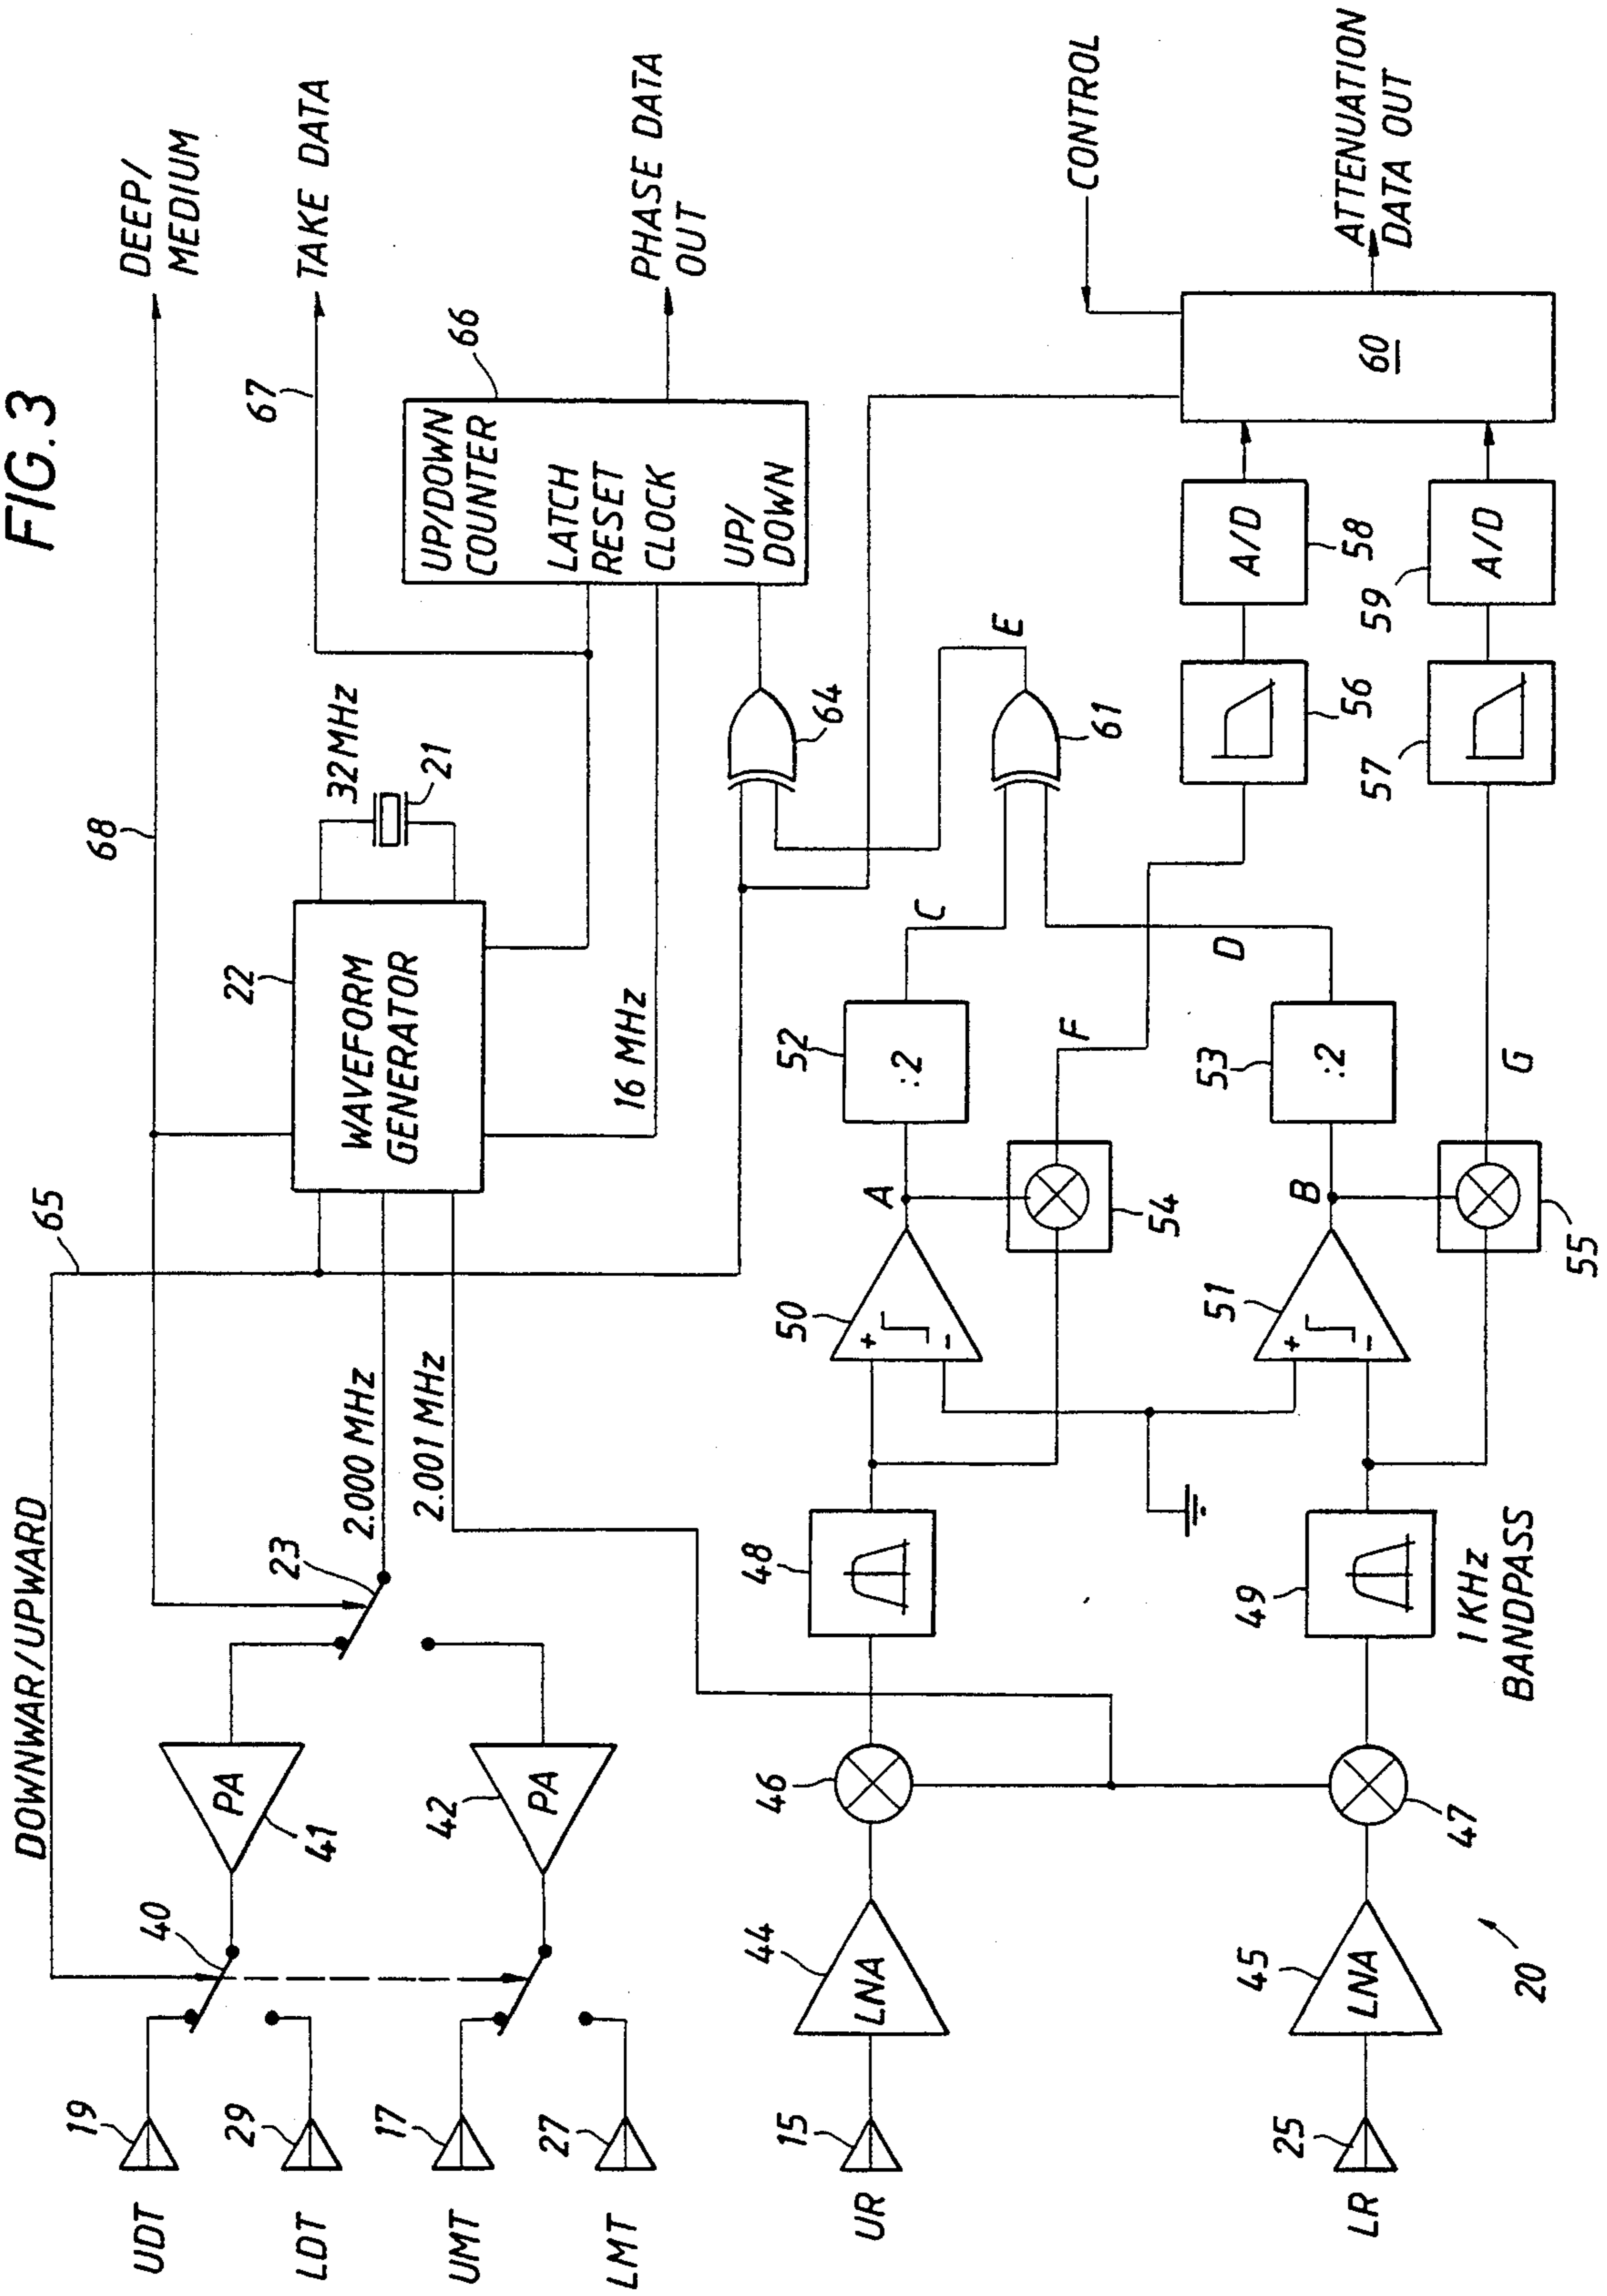 FIG.3
DOWNWAR/UPWARD
65
68
DEEP/
MEDIUM
67
TAKE DATA
22
WAVEFORM
GENERATOR
32MHz
21
66
UP/DOWN
COUNTER
LATCH
RESET
CLOCK
UP/
DOWN
PHASE DATA
OUT
19
UDT
29
LDT
17
UMT
27
LMT
40
PA
41
PA
42
23
2.000 MHz
2.001 MHz
16 MHz
64
E
61
CONTROL
15
UR
44
LNA
46
48
50
+
-
A
52
:2
C
54
F
56
A/D
58
60
ATTENUATION
DATA OUT
25
LR
45
LNA
47
49
1KHz
BANDPASS
51
+
-
B
53
:2
D
55
G
57
A/D
59
20